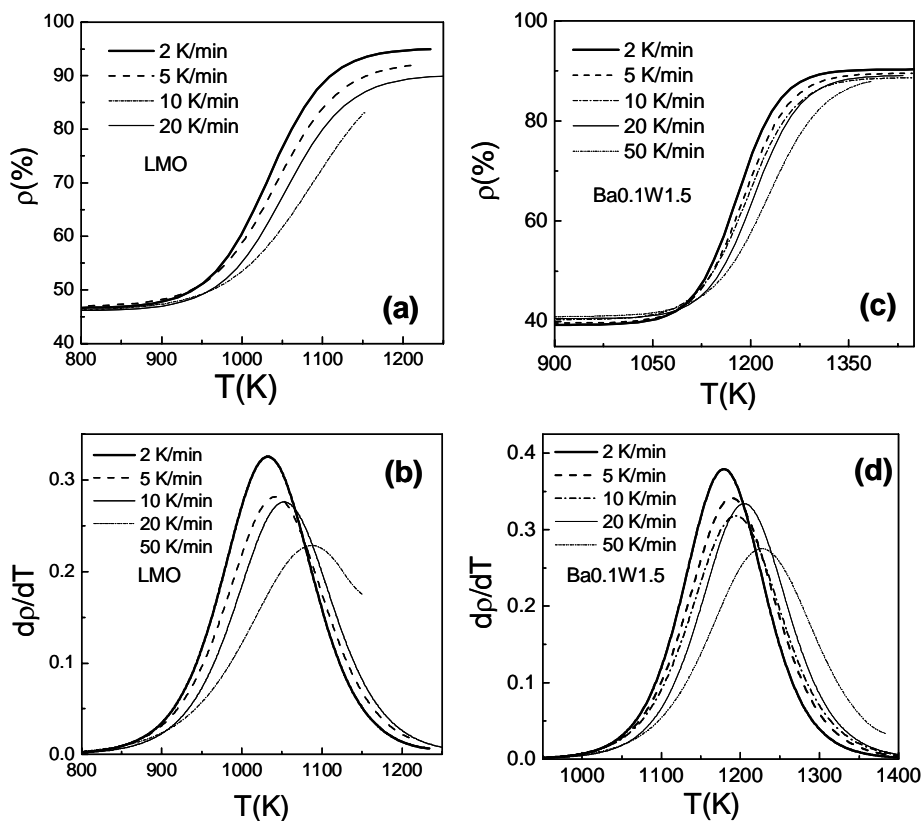 100
90
80
70
60
50
40
ρ(%)
2 K/min
5 K/min
10 K/min
20 K/min
LMO
(a)
800 900 1000 1100 1200
T(K)
100
80
60
40
ρ(%)
2 K/min
5 K/min
10 K/min
20 K/min
50 K/min
Ba0.1W1.5
(c)
900 1050 1200 1350
T(K)
0.3
0.2
0.1
0.0
dρ/dT
2 K/min
5 K/min
10 K/min
20 K/min
50 K/min
LMO
(b)
800 900 1000 1100 1200
T(K)
0.4
0.3
0.2
0.1
0.0
dρ/dT
2 K/min
5 K/min
10 K/min
20 K/min
50 K/min
Ba0.1W1.5
(d)
1000 1100 1200 1300 1400
T(K)